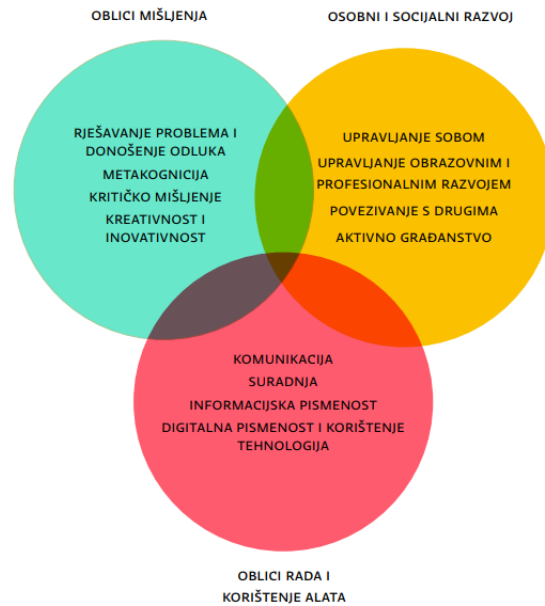 OBLICI MIŠLJENJA
OSOBNI I SOCIJALNI RAZVOJ
RJEŠAVANJE PROBLEMA I
DONOŠENJE ODLUKA
METAKOGNICIJA
KRITIČKO MIŠLJENJE
KREATIVNOST I
INOVATIVNOST
UPRAVLJANJE SOBOM
UPRAVLJANJE OBRAZOVNIM I
PROFESIONALNIM RAZVOJEM
POVEZIVANJE S DRUGIMA
AKTIVNO GRAĐANSTVO
KOMUNIKACIJA
SURADNJA
INFORMACIJSKA PISMENOST
DIGITALNA PISMENOST I KORIŠTENJE
TEHNOLOGIJA
OBLICI RADA I
KORIŠTENJE ALATA